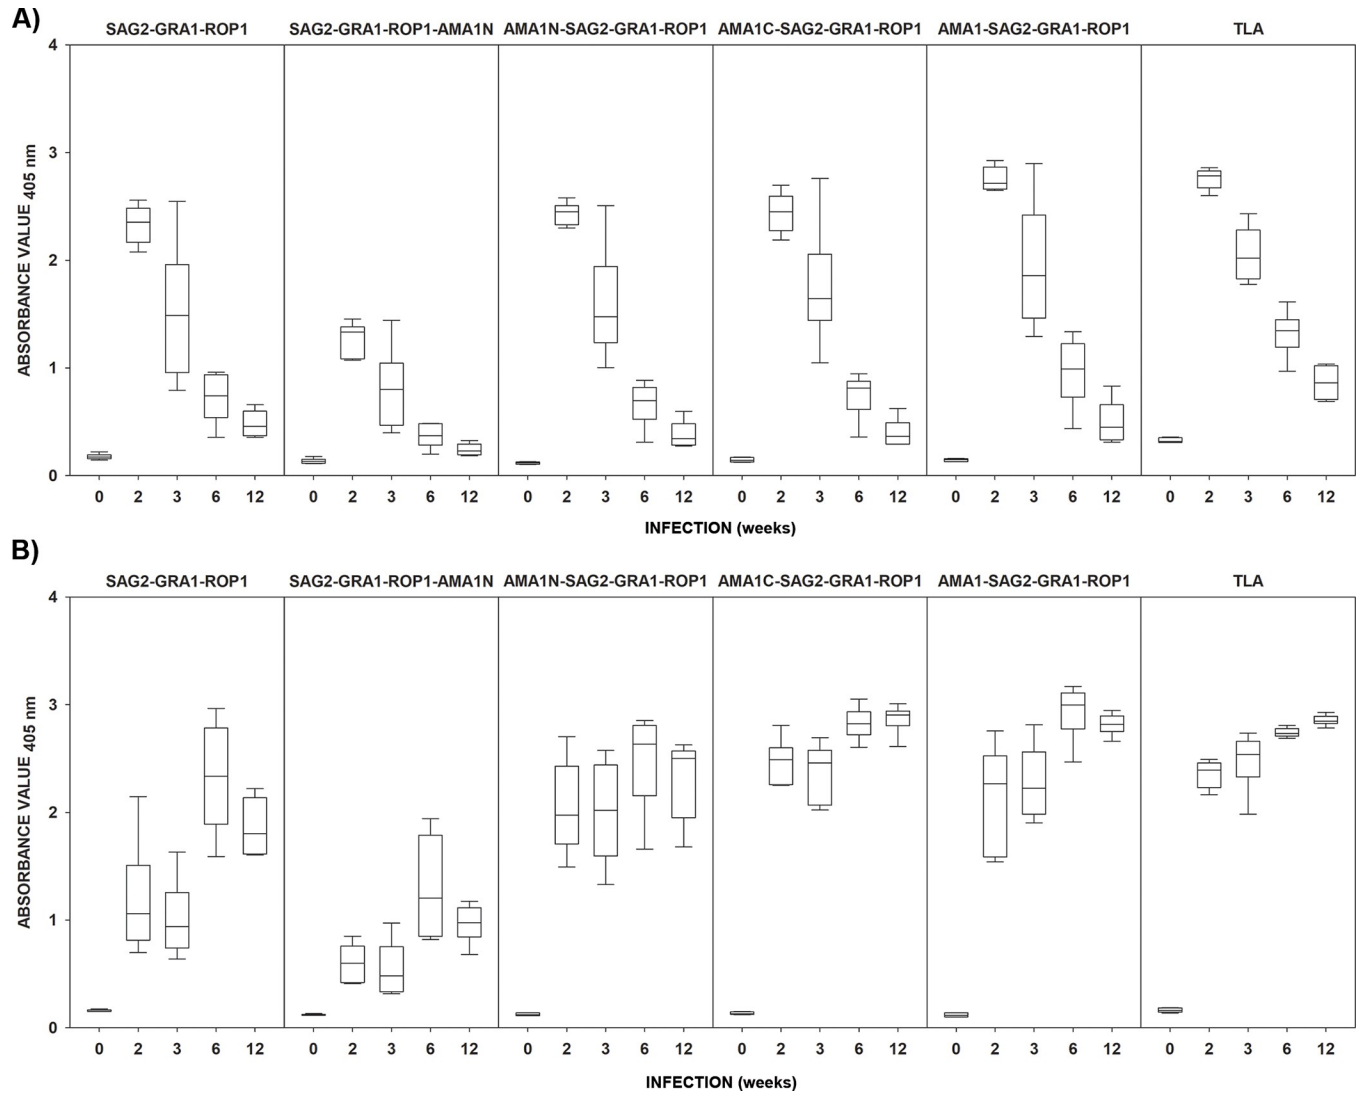 A)
SAG2-GRA1-ROP1 SAG2-GRA1-ROP1-AMA1N AMA1N-SAG2-GRA1-ROP1 AMA1C-SAG2-GRA1-ROP1 AMA1-SAG2-GRA1-ROP1 TLA
4
3
2
1
0
ABSORBANCE VALUE 405 nm
0 2 3 6 12 0 2 3 6 12 0 2 3 6 12 0 2 3 6 12 0 2 3 6 12 0 2 3 6 12
INFECTION (weeks)
B)
SAG2-GRA1-ROP1 SAG2-GRA1-ROP1-AMA1N AMA1N-SAG2-GRA1-ROP1 AMA1C-SAG2-GRA1-ROP1 AMA1-SAG2-GRA1-ROP1 TLA
4
3
2
1
0
ABSORBANCE VALUE 405 nm
0 2 3 6 12 0 2 3 6 12 0 2 3 6 12 0 2 3 6 12 0 2 3 6 12 0 2 3 6 12
INFECTION (weeks)